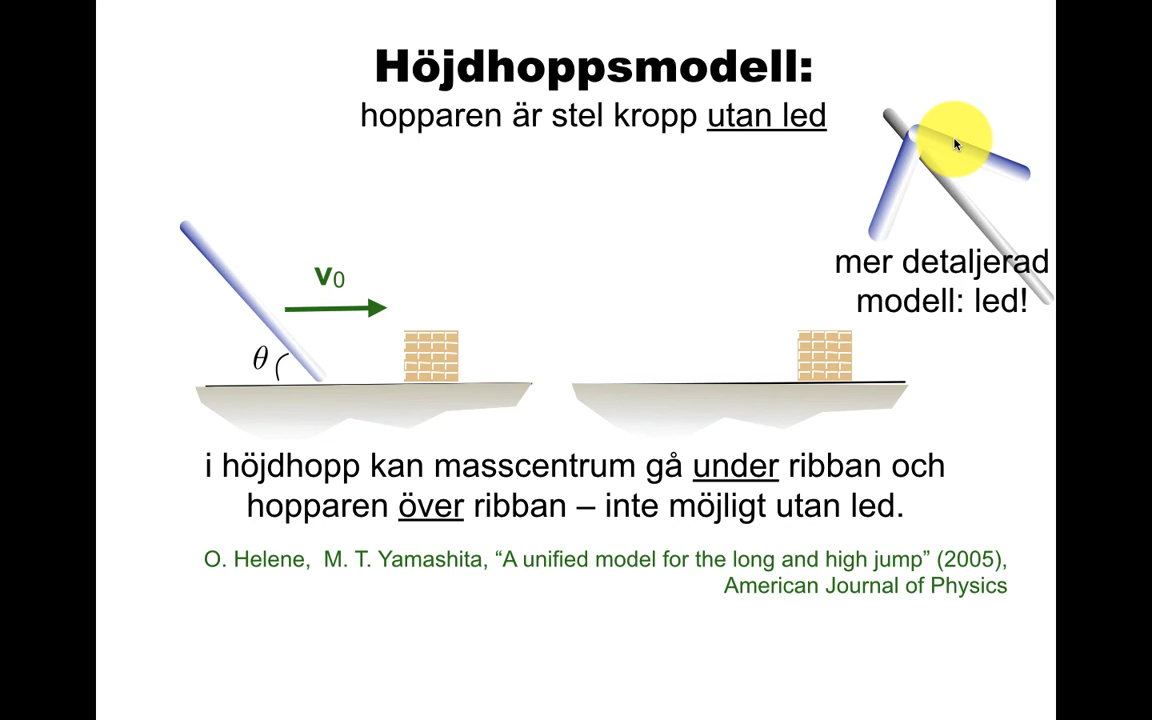 Höjdhoppsmodell:
hopparen är stel kropp utan led
v0
θ
mer detaljerad
modell: led!
i höjdhopp kan masscentrum gå under ribban och
hopparen över ribban – inte möjligt utan led.
O. Helene,  M. T. Yamashita, “A unified model for the long and high jump” (2005),
American Journal of Physics